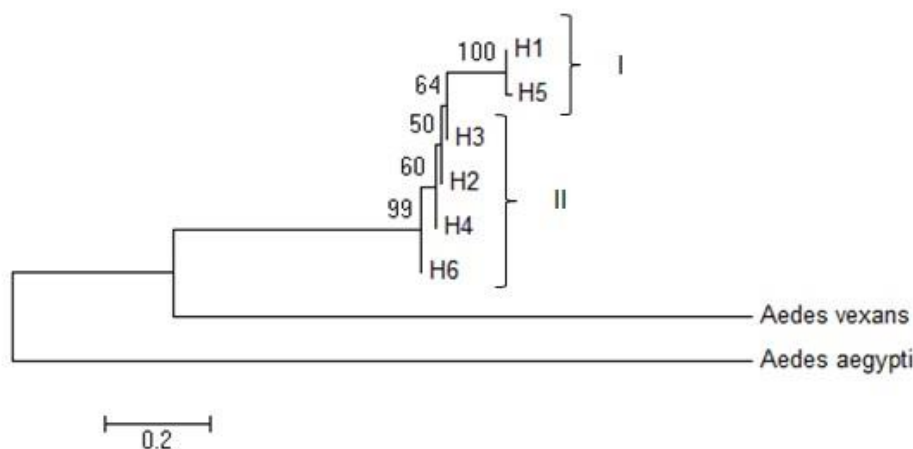 100
H1
I
64
H5
50
H3
60
H2
II
99
H4
H6
Aedes vexans
Aedes aegypti
0.2